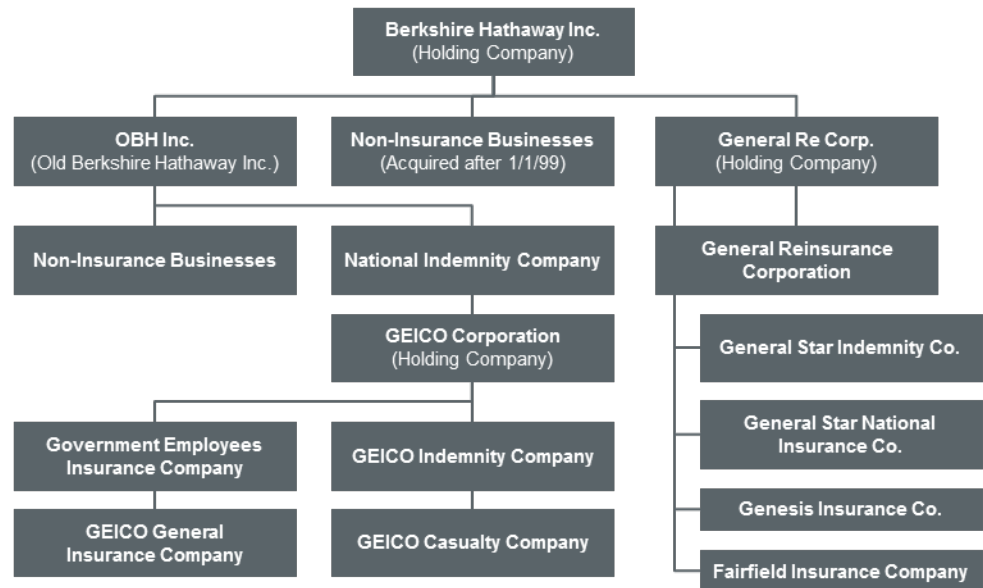 Berkshire Hathaway Inc.
(Holding Company)
OBH Inc.
(Old Berkshire Hathaway Inc.)
Non-Insurance Businesses
(Acquired after 1/1/99)
General Re Corp.
(Holding Company)
Non-Insurance Businesses
National Indemnity Company
General Reinsurance
Corporation
GEICO Corporation
(Holding Company)
General Star Indemnity Co.
Government Employees
Insurance Company
GEICO Indemnity Company
General Star National
Insurance Co.
GEICO General
Insurance Company
GEICO Casualty Company
Genesis Insurance Co.
Fairfield Insurance Company